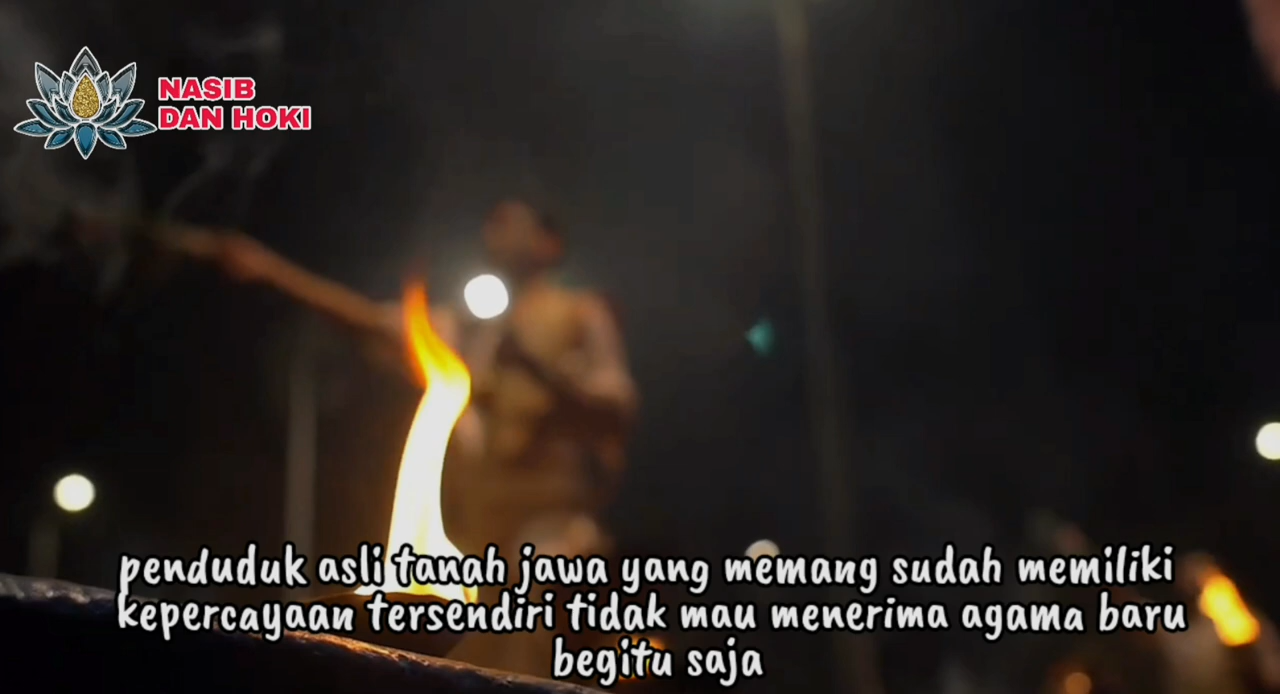 NASIB
DAN HOKI
penduduk asli tanah jawa yang memang sudah memiliki
kepercayaan tersendiri tidak mau menerima agama baru
begitu saja